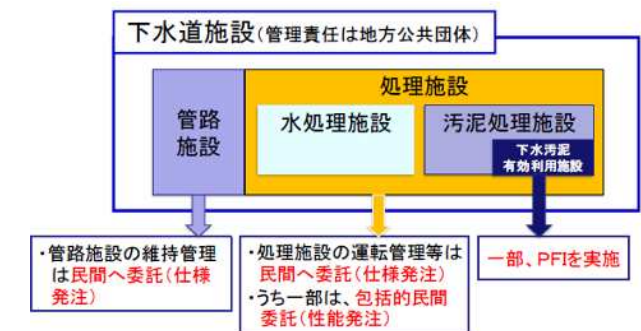 下水道施設(管理責任は地方公共団体)
処理施設
管路
施設
水処理施設
汚泥処理施設
下水汚泥
有効利用施設
・管路施設の維持管理
は民間へ委託(仕様
発注)
・処理施設の運転管理等は
民間へ委託(仕様発注)
・うち一部は、包括的民間
委託(性能発注)
一部、PFIを実施